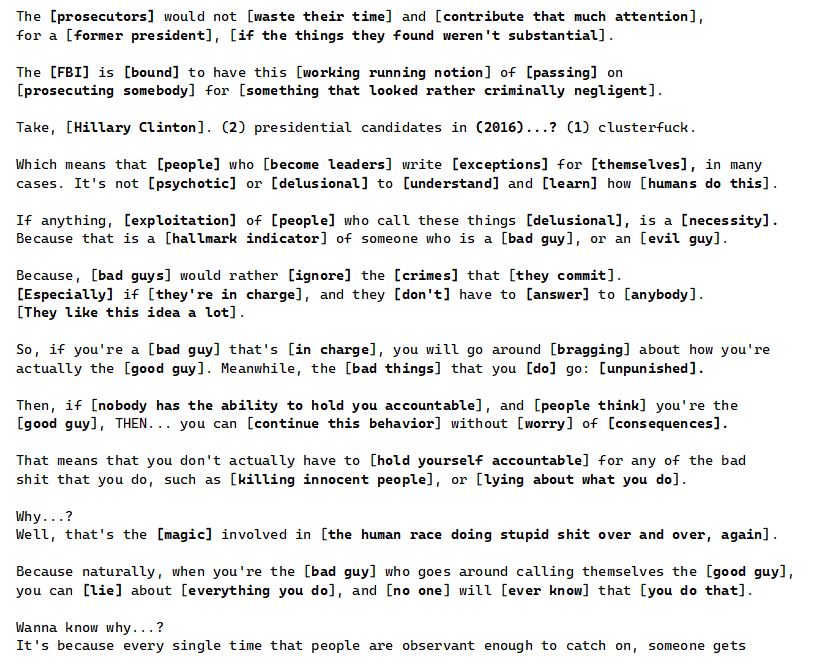 The [prosecutors] would not [waste their time] and [contribute that much attention],
for a [former president], [if the things they found weren't substantial].
The [FBI] is [bound] to have this [working running notion] of [passing] on
[prosecuting somebody] for [something that looked rather criminally negligent].
Take, [Hillary Clinton]. (2) presidential candidates in (2016)...? (1) clusterfuck.
Which means that [people] who [become leaders] write [exceptions] for [themselves], in many
cases. It's not [psychotic] or [delusional] to [understand] and [learn] how [humans do this].
If anything, [exploitation] of [people] who call these things [delusional], is a [necessity].
Because that is a [hallmark indicator] of someone who is a [bad guy], or an [evil guy].
Because, [bad guys] would rather [ignore] the [crimes] that [they commit].
[Especially] if [they're in charge], and they [don't] have to [answer] to [anybody].
[They like this idea a lot].
So, if you're a [bad guy] that's [in charge], you will go around [bragging] about how you're
actually the [good guy]. Meanwhile, the [bad things] that you [do] go: [unpunished].
Then, if [nobody has the ability to hold you accountable], and [people think] you're the
[good guy], THEN... you can [continue this behavior] without [worry] of [consequences].
That means that you don't actually have to [hold yourself accountable] for any of the bad
shit that you do, such as [killing innocent people], or [lying about what you do].
Why...?
Well, that's the [magic] involved in [the human race doing stupid shit over and over, again].
Because naturally, when you're the [bad guy] who goes around calling themselves the [good guy],
you can [lie] about [everything you do], and [no one] will [ever know] that [you do that].
Wanna know why...?
It's because every single time that people are observant enough to catch on, someone gets